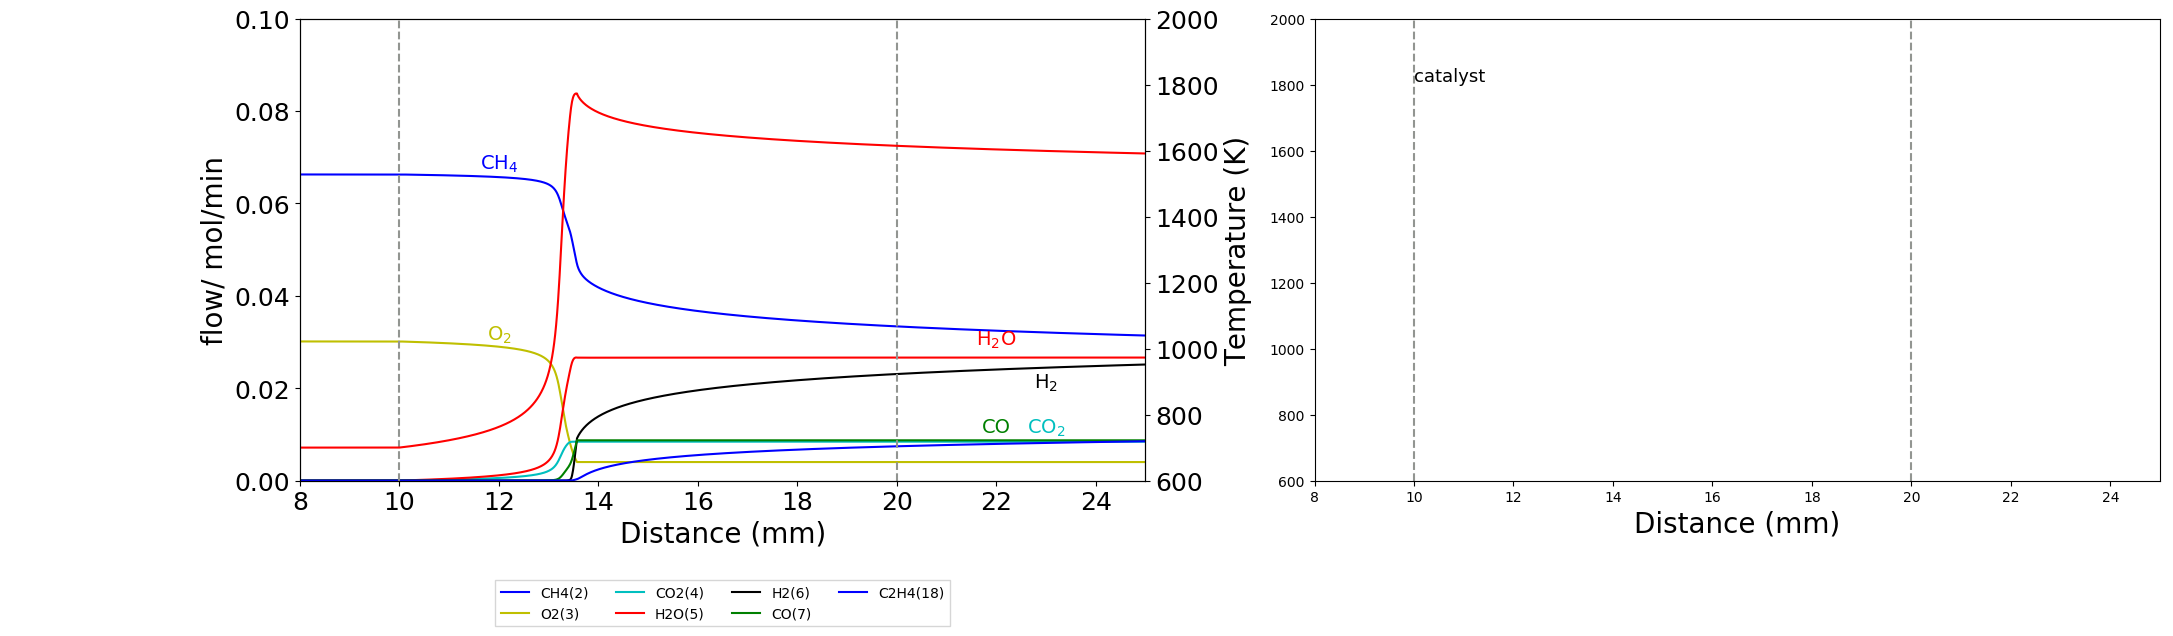 0.10
0.08
0.06
0.04
0.02
0.00
flow/ mol/min
CH4
O2
H2O
H2
CO CO2
8 10 12 14 16 18 20 22 24
Distance (mm)
2000
1800
1600
1400
1200
1000
800
600
Temperature (K)
CH4(2) CO2(4) H2(6) C2H4(18)
O2(3) H2O(5) CO(7)
2000
1800
1600
1400
1200
1000
800
600
catalyst
8 10 12 14 16 18 20 22 24
Distance (mm)